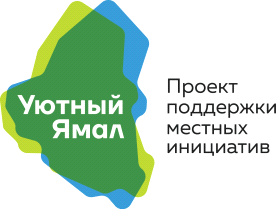 Уютный
Ямал
Проект
поддержки
местных
инициатив